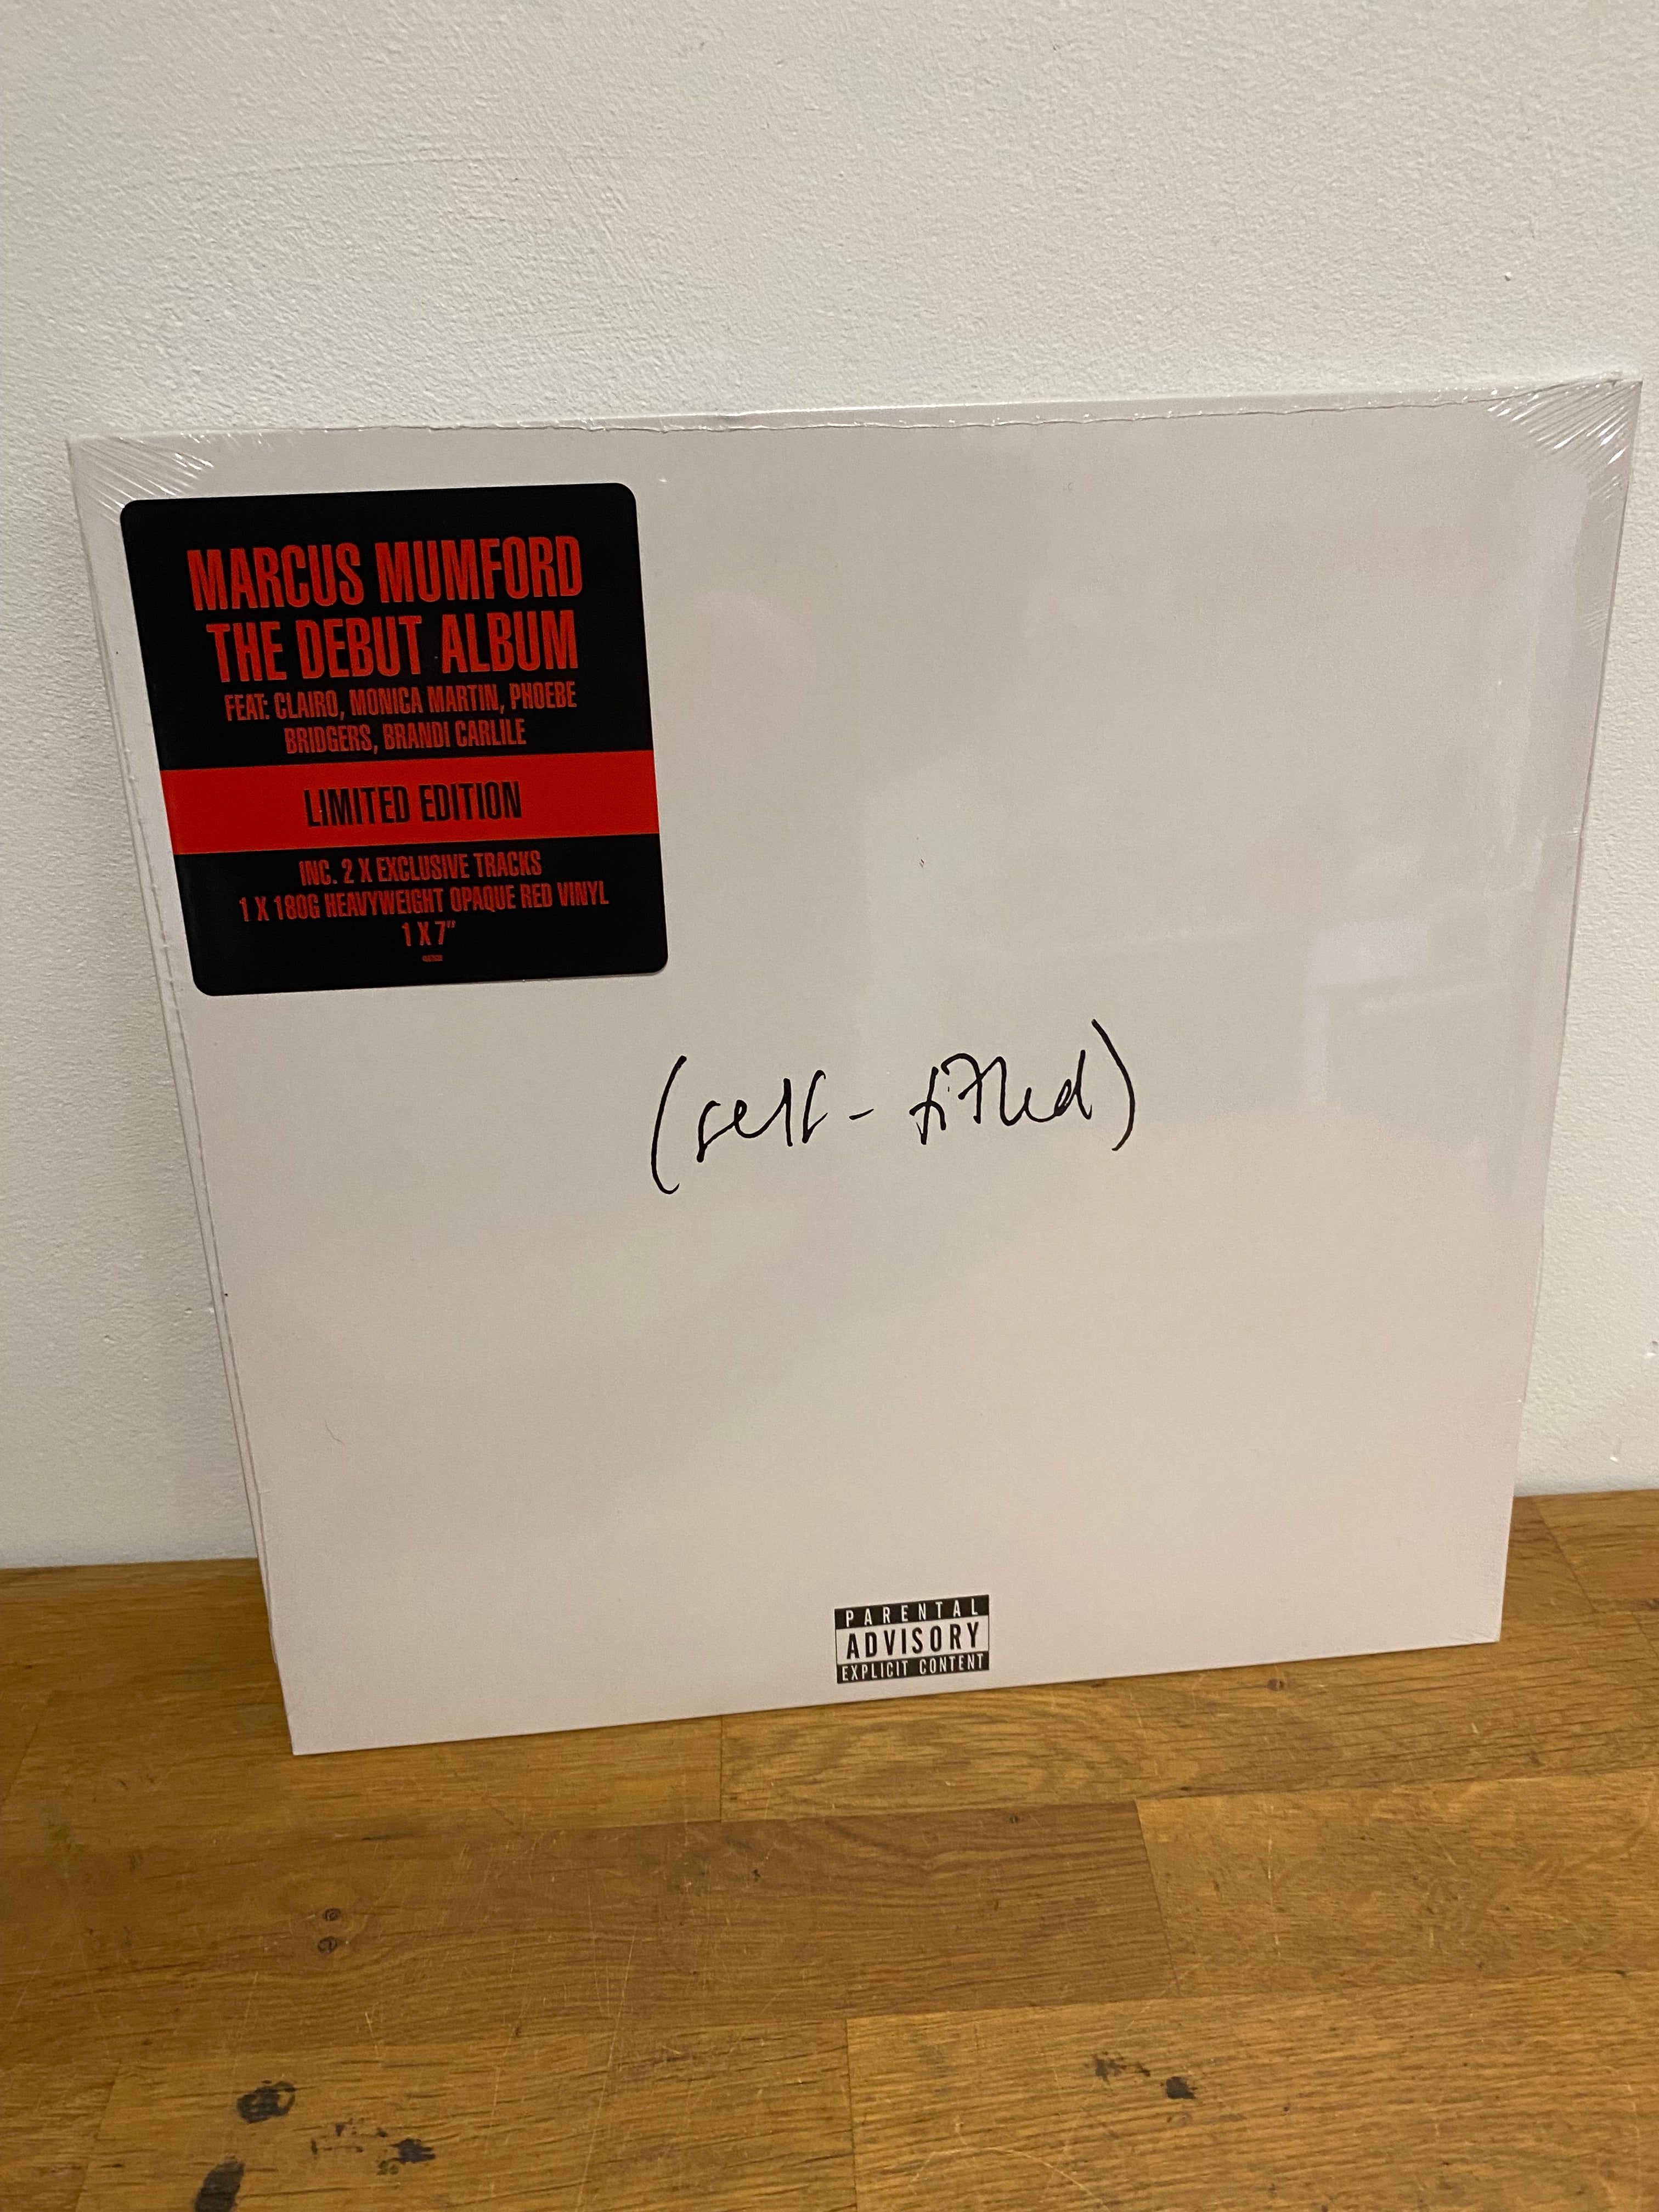 MARCUS MUMFORD
THE DEBUT ALBUM
FEAT: CLAIRO, MONICA MARTIN, PHOEBE
BRIDGERS, BRANDI CARLILE
LIMITED EDITION
INC. 2 X EXCLUSIVE TRACKS
1 X 180G HEAVYWEIGHT OPAQUE RED VINYL
1 X 7"
(self-titled)
PARENTAL
ADVISORY
EXPLICIT CONTENT